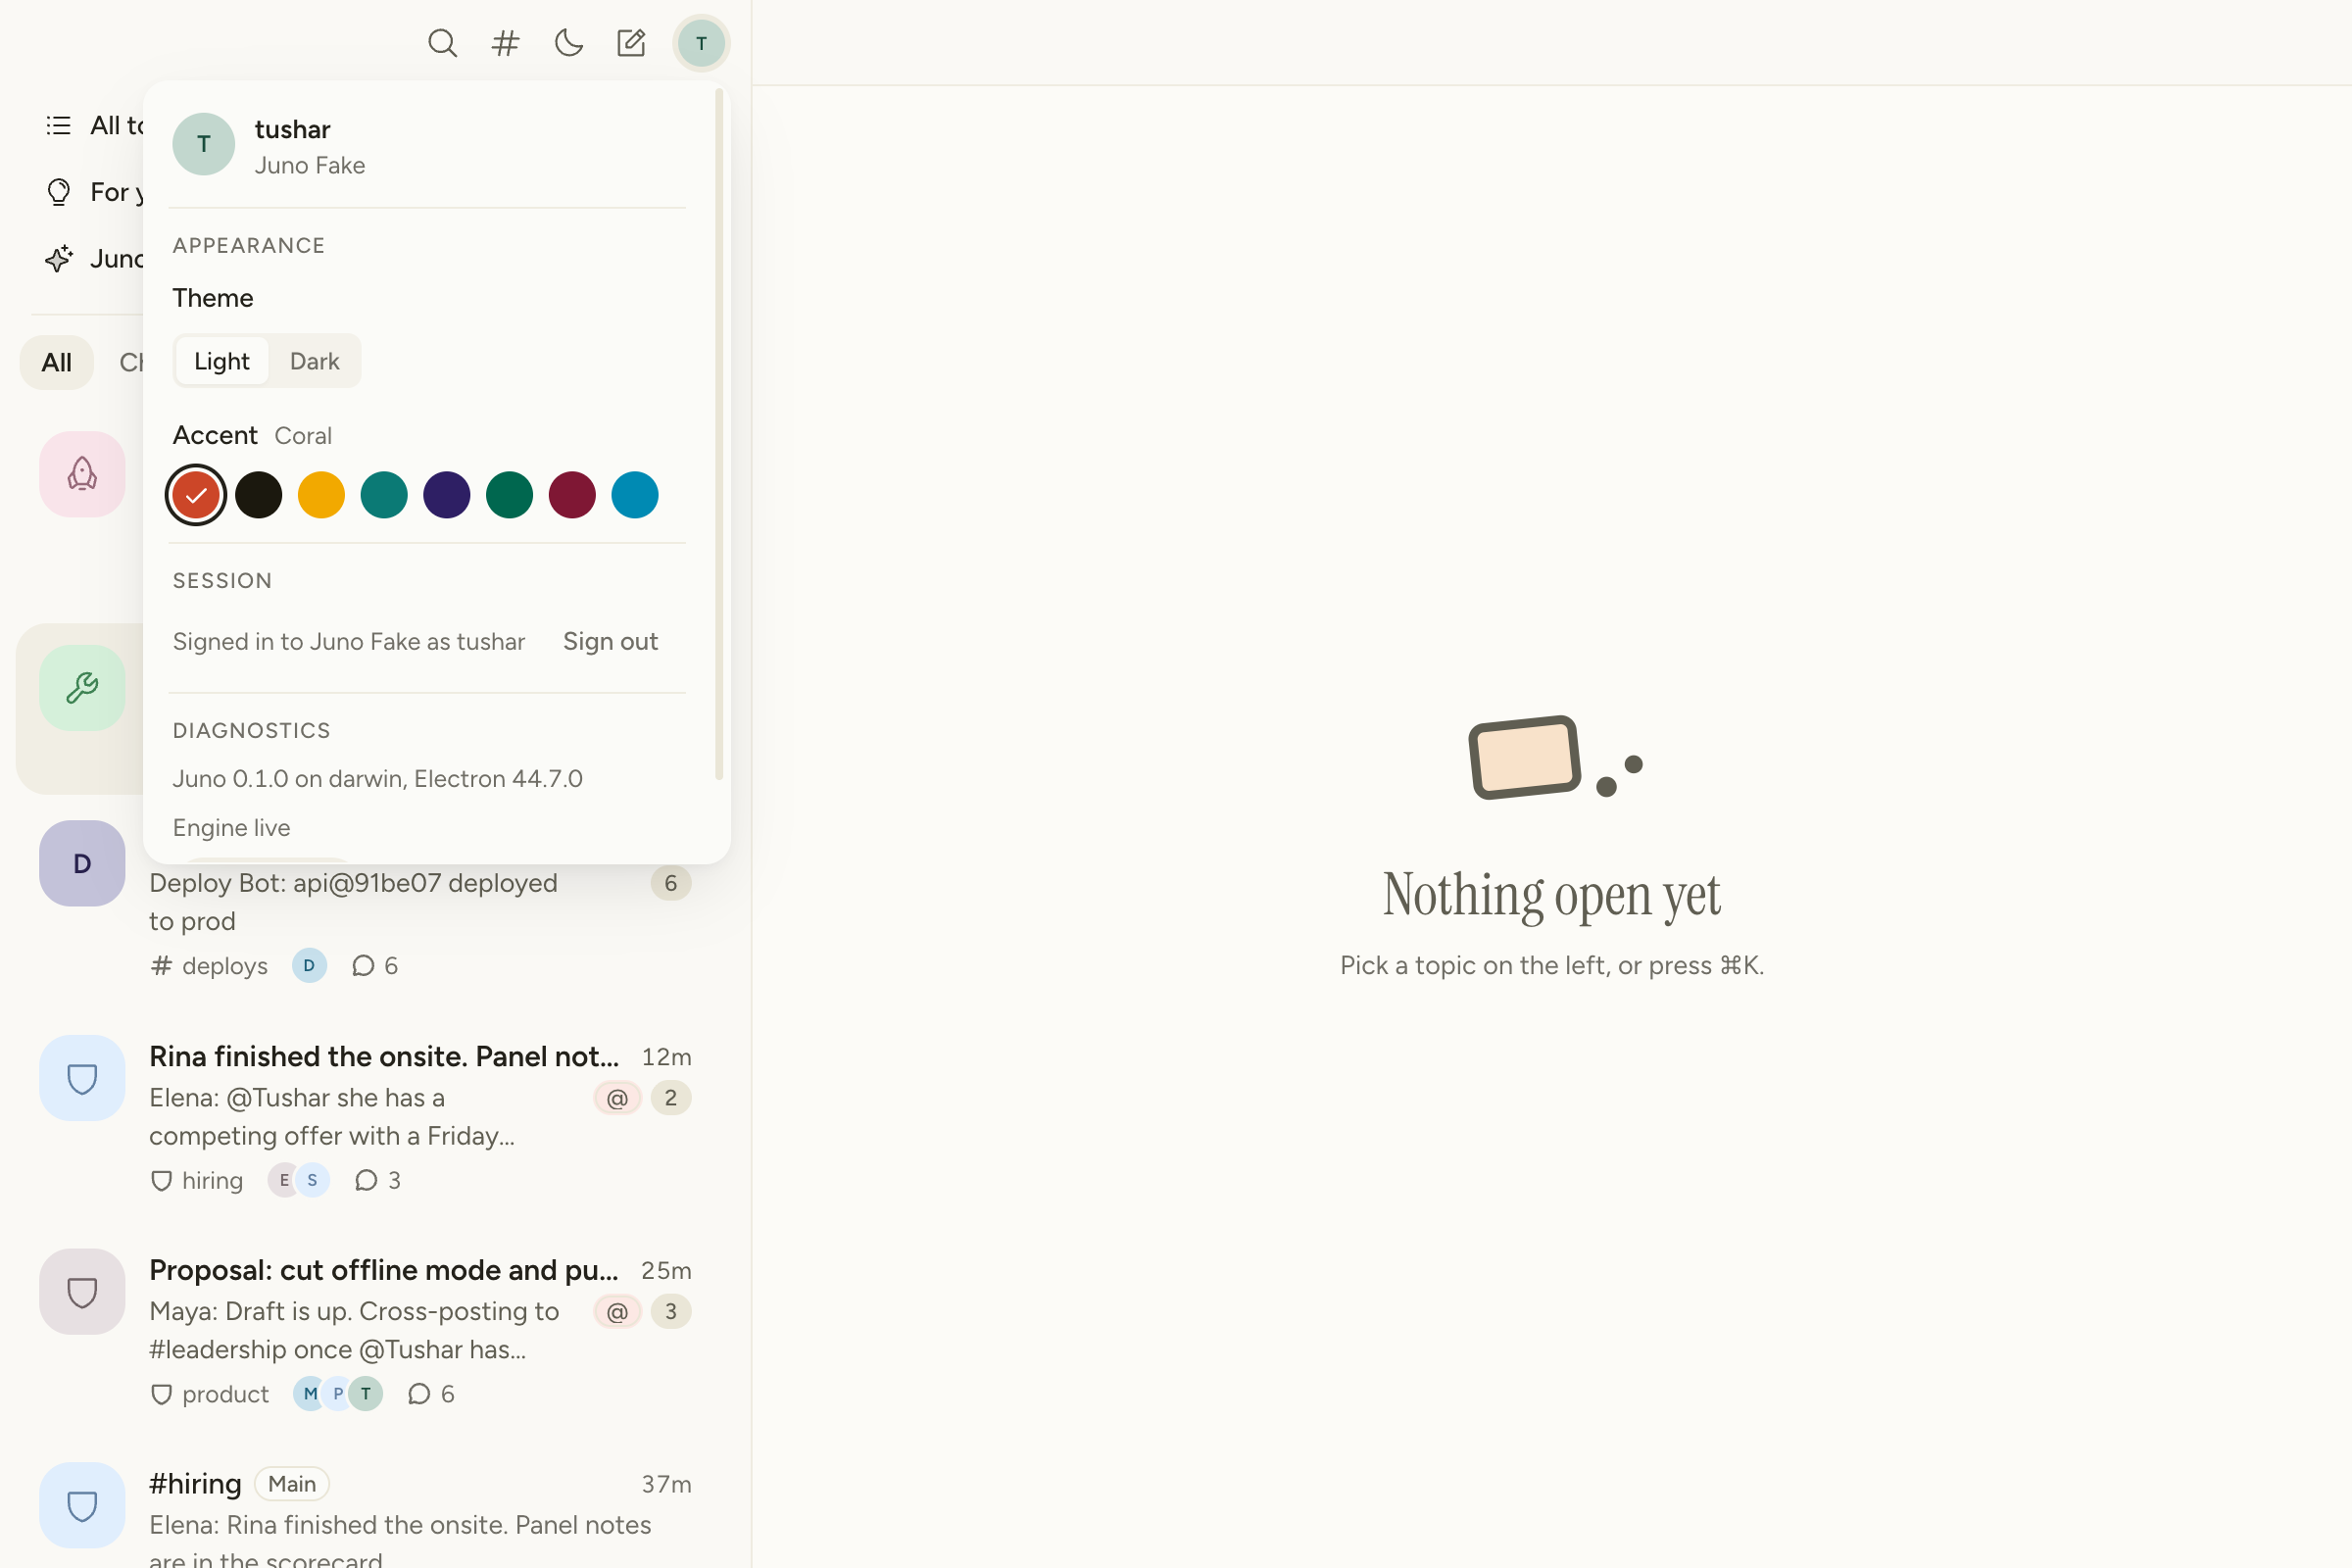 T
T
tushar
Juno Fake
All
For
APPEARANCE
Theme
Light Dark
All
Accent Coral
SESSION
Signed in to Juno Fake as tushar Sign out
DIAGNOSTICS
Juno 0.1.0 on darwin, Electron 44.7.0
Engine live
D
Deploy Bot: api@91be07 deployed 6
to prod
# deploys D 6
Rina finished the onsite. Panel not... 12m
Elena: @Tushar she has a @ 2
competing offer with a Friday...
hiring E S 3
Proposal: cut offline mode and pu... 25m
Maya: Draft is up. Cross-posting to @ 3
#leadership once @Tushar has...
product M P T 6
#hiring Main 37m
Elena: Rina finished the onsite. Panel notes
are in the scorecard
Nothing open yet
Pick a topic on the left, or press ⌘K.